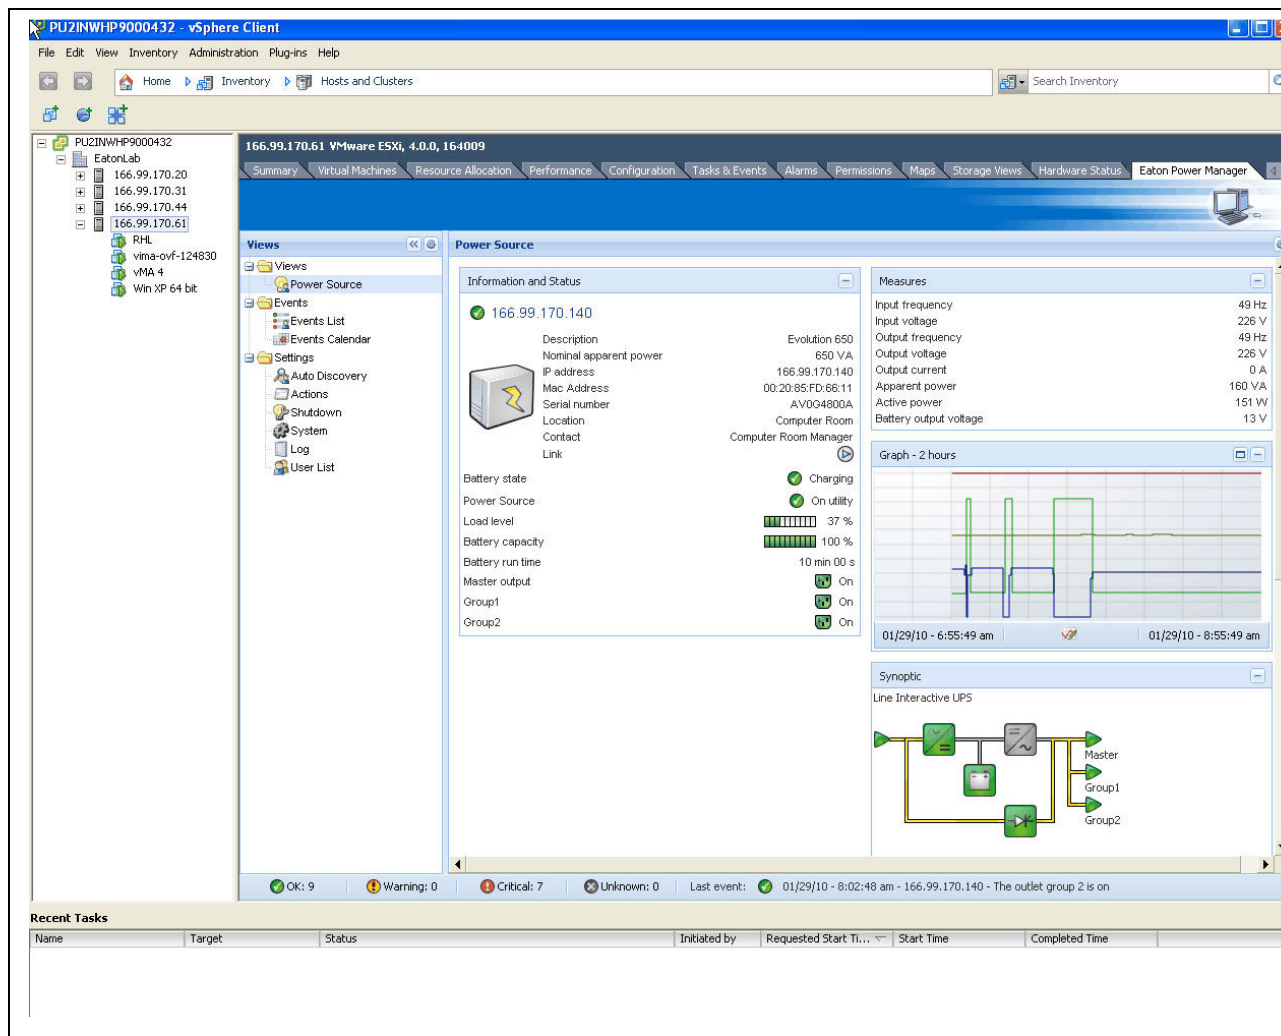 PU2INWHP9000432 - vSphere Client
File Edit View Inventory Administration Plug-ins Help
Home Inventory Hosts and Clusters Search Inventory
PU2INWHP9000432
EatonLab
166.99.170.20
166.99.170.31
166.99.170.44
166.99.170.61
RHL
vima-ovf-124830
vMA 4
Win XP 64 bit
166.99.170.61 VMware ESXi, 4.0.0, 164009
Summary Virtual Machines Resource Allocation Performance Configuration Tasks & Events Alarms Permissions Maps Storage Views Hardware Status Eaton Power Manager
Views
Views
Power Source
Events
Events List
Events Calendar
Settings
Auto Discovery
Actions
Shutdown
System
Log
User List
Power Source
Information and Status
166.99.170.140
Description Evolution 650
Nominal apparent power 650 VA
IP address 166.99.170.140
Mac Address 00:20:85:FD:66:11
Serial number AV0G4800A
Location Computer Room
Contact Computer Room Manager
Link
Battery state Charging
Power Source On utility
Load level 37 %
Battery capacity 100 %
Battery run time 10 min 00 s
Master output On
Group1 On
Group2 On
Measures
Input frequency 49 Hz
Input voltage 226 V
Output frequency 49 Hz
Output voltage 226 V
Output current 0 A
Apparent power 160 VA
Active power 151 W
Battery output voltage 13 V
Graph - 2 hours
01/29/10 - 6:55:49 am 01/29/10 - 8:55:49 am
Synoptic
Line Interactive UPS
Master
Group1
Group2
OK: 9 Warning: 0 Critical: 7 Unknown: 0 Last event: 01/29/10 - 8:02:48 am - 166.99.170.140 - The outlet group 2 is on
Recent Tasks
Name Target Status Initiated by Requested Start Ti... Start Time Completed Time